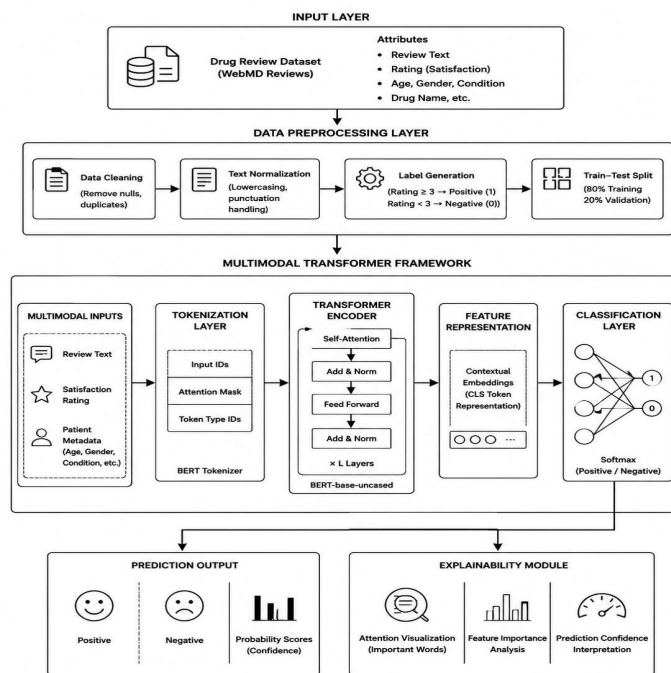 INPUT LAYER
Drug Review Dataset
(WebMD Reviews)
Attributes
• Review Text
• Rating (Satisfaction)
• Age, Gender, Condition
• Drug Name, etc.
DATA PREPROCESSING LAYER
Data Cleaning
(Remove nulls,
duplicates)
Text Normalization
(Lowercasing,
punctuation
handling)
Label Generation
(Rating ≥ 3 → Positive (1)
Rating < 3 → Negative (0))
Train–Test Split
(80% Training
20% Validation)
MULTIMODAL TRANSFORMER FRAMEWORK
MULTIMODAL INPUTS
Review Text
Satisfaction
Rating
Patient
Metadata
(Age, Gender,
Condition, etc.)
TOKENIZATION
LAYER
Input IDs
Attention Mask
Token Type IDs
BERT Tokenizer
TRANSFORMER
ENCODER
Self-Attention
Add & Norm
Feed Forward
Add & Norm
× L Layers
BERT-base-uncased
FEATURE
REPRESENTATION
Contextual
Embeddings
(CLS Token
Representation)
...
CLASSIFICATION
LAYER
1
0
Softmax
(Positive / Negative)
PREDICTION OUTPUT
Positive
Negative
Probability Scores
(Confidence)
EXPLAINABILITY MODULE
Attention Visualization
(Important Words)
Feature Importance
Analysis
Prediction Confidence
Interpretation